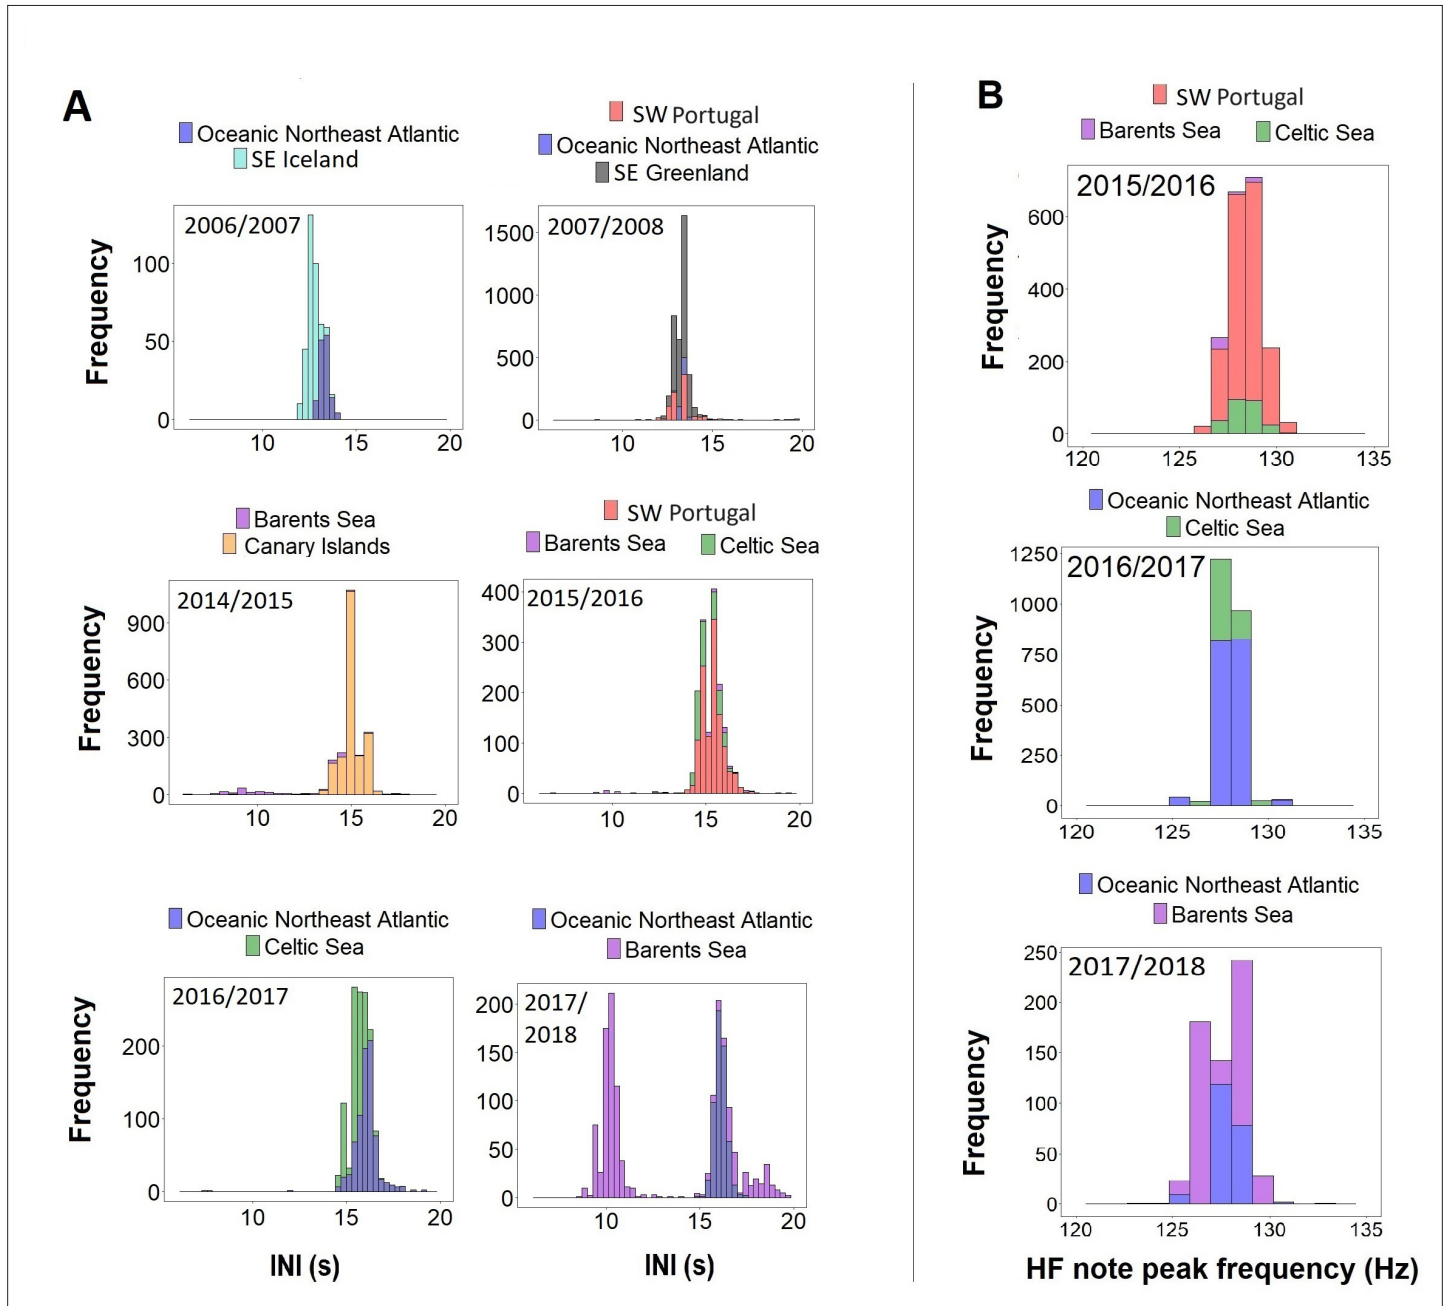 A
Oceanic Northeast Atlantic
SE Iceland
2006/2007
Frequency
100
50
0
10 15 20
SW Portugal
Oceanic Northeast Atlantic
SE Greenland
2007/2008
1500
1000
500
0
10 15 20
Barents Sea
Canary Islands
2014/2015
Frequency
900
600
300
0
10 15 20
SW Portugal
Barents Sea Celtic Sea
2015/2016
400
300
200
100
0
10 15 20
Oceanic Northeast Atlantic
Celtic Sea
2016/2017
Frequency
200
100
0
10 15 20
INI (s)
Oceanic Northeast Atlantic
Barents Sea
2017/
2018
200
150
100
50
0
10 15 20
INI (s)
B
SW Portugal
Barents Sea Celtic Sea
2015/2016
Frequency
600
400
200
0
120 125 130 135
Oceanic Northeast Atlantic
Celtic Sea
2016/2017
Frequency
1250
1000
750
500
250
0
120 125 130 135
Oceanic Northeast Atlantic
Barents Sea
2017/2018
Frequency
250
200
150
100
50
0
120 125 130 135
HF note peak frequency (Hz)